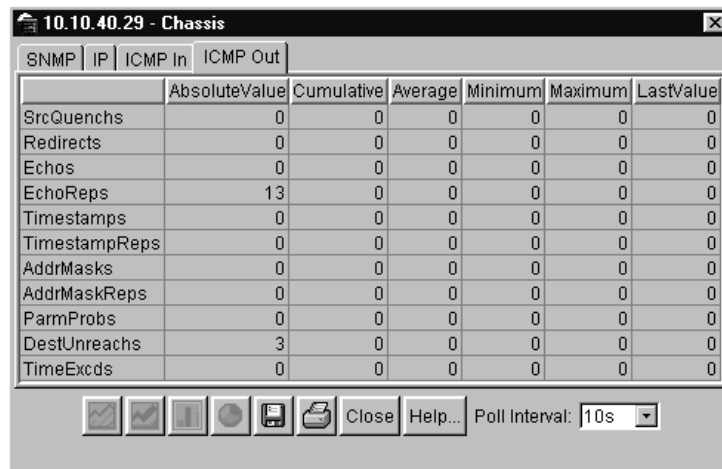 10.10.40.29 - Chassis
SNMP IP ICMP In ICMP Out
AbsoluteValue Cumulative Average Minimum Maximum LastValue
SrcQuenchs 0 0 0 0 0 0
Redirects 0 0 0 0 0 0
Echos 0 0 0 0 0 0
EchoReps 13 0 0 0 0 0
Timestamps 0 0 0 0 0 0
TimestampReps 0 0 0 0 0 0
AddrMasks 0 0 0 0 0 0
AddrMaskReps 0 0 0 0 0 0
ParmProbs 0 0 0 0 0 0
DestUnreachs 3 0 0 0 0 0
TimeExcds 0 0 0 0 0 0
Close Help... Poll Interval: 10s